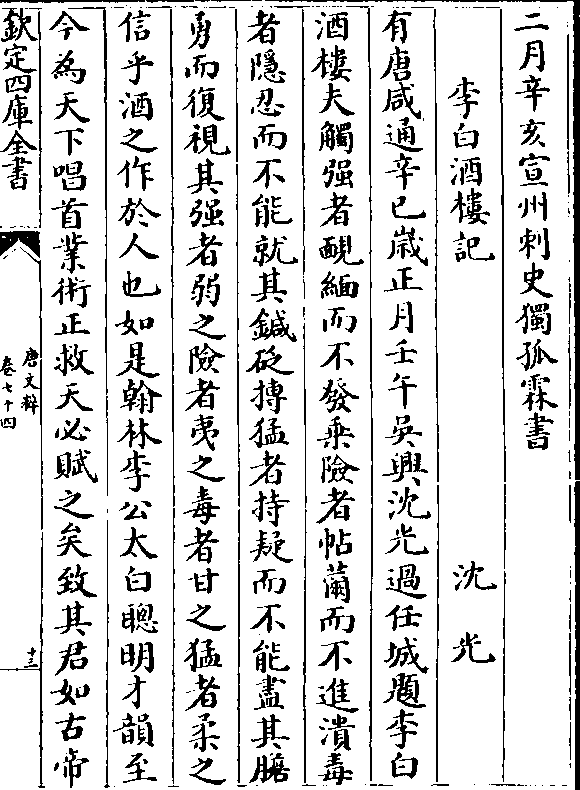 二月辛亥宣州刺史獨孤霖書
李白酒樓記 沈光
有唐咸通辛巳歲正月壬午吳興沈光過任城題李白
酒樓夫觸强者靦緬而不發乘險者帖薾而不進潰毒
者隱忍而不能就其鍼砭摶猛者持疑而不能盡其膽
勇而復視其强者弱之險者夷之毒者甘之猛者柔之
信乎酒之作於人也如是翰林李公太白聰明才韻至
今為天下唱首業術正救天必賦之矣致其君如古帝
欽定四庫全書
唐文粹
卷七十四
十三